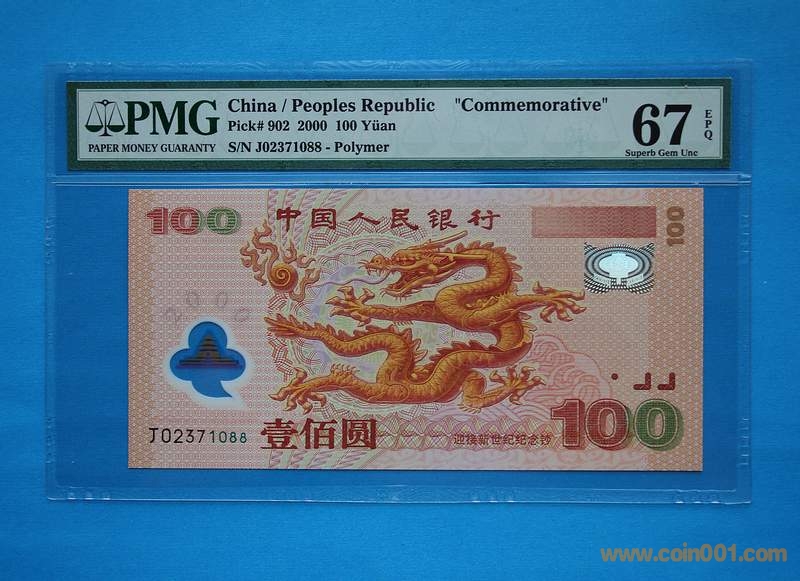 PMG
PAPER MONEY GUARANTY
China / Peoples Republic "Commemorative"
Pick# 902 2000 100 Yüan
S/N J02371088 - Polymer
67 EPQ
Superb Gem Unc
100 中国人民银行
100
2000
J02371088
壹佰圆
迎接新世纪纪念钞
100
www.coin001.com